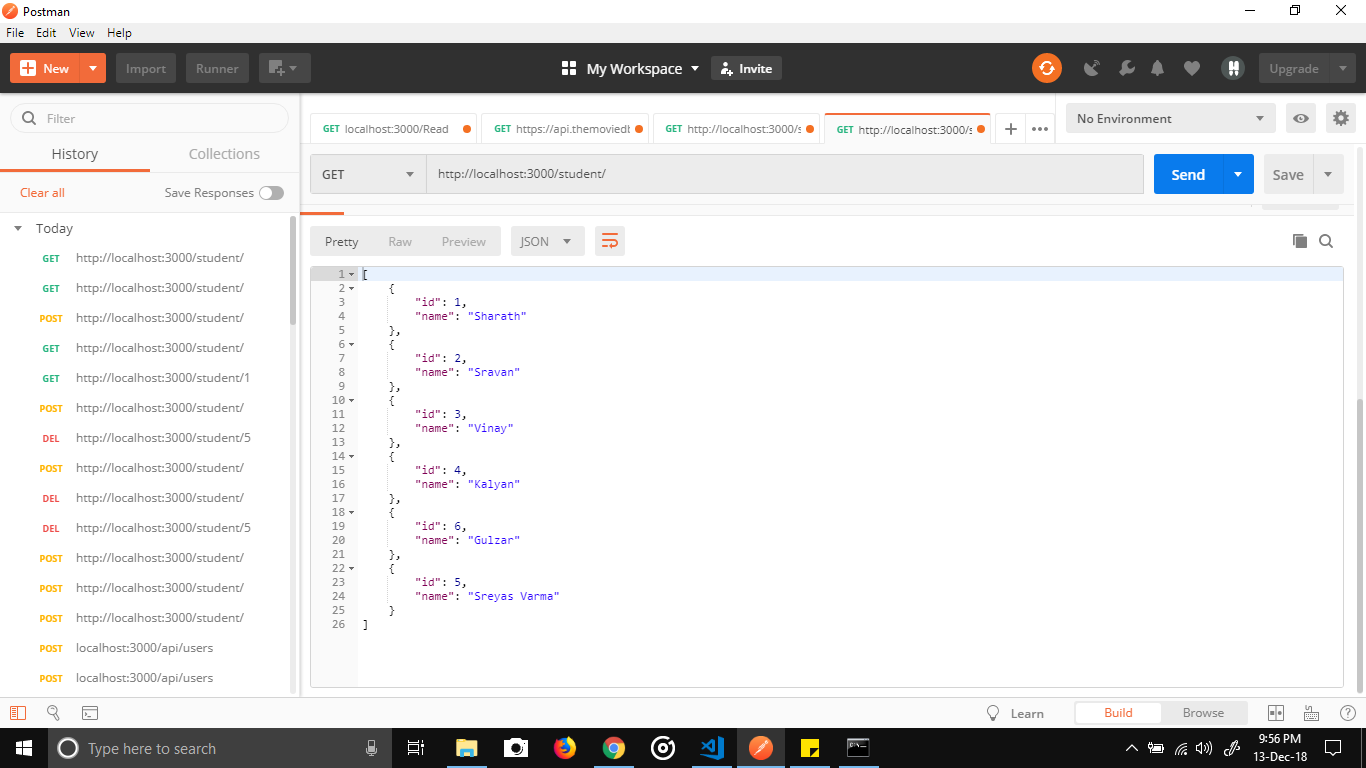 Postman
File Edit View Help
New Import Runner My Workspace Invite Upgrade
Filter
History Collections
Clear all Save Responses
Today
GET http://localhost:3000/student/
GET http://localhost:3000/student/
POST http://localhost:3000/student/
GET http://localhost:3000/student/
GET http://localhost:3000/student/1
POST http://localhost:3000/student/
DEL http://localhost:3000/student/5
POST http://localhost:3000/student/
DEL http://localhost:3000/student/
DEL http://localhost:3000/student/5
POST http://localhost:3000/student/
POST http://localhost:3000/student/
POST http://localhost:3000/student/
POST localhost:3000/api/users
POST localhost:3000/api/users
GET localhost:3000/Read GET https://api.themoviedb GET http://localhost:3000/s GET http://localhost:3000/s No Environment
GET http://localhost:3000/student/ Send Save
Pretty Raw Preview JSON
1 [
2 {
3 "id": 1,
4 "name": "Sharath"
5 },
6 {
7 "id": 2,
8 "name": "Sravan"
9 },
10 {
11 "id": 3,
12 "name": "Vinay"
13 },
14 {
15 "id": 4,
16 "name": "Kalyan"
17 },
18 {
19 "id": 6,
20 "name": "Gulzar"
21 },
22 {
23 "id": 5,
24 "name": "Sreyas Varma"
25 }
26 ]
Learn Build Browse
Type here to search
9:56 PM
13-Dec-18